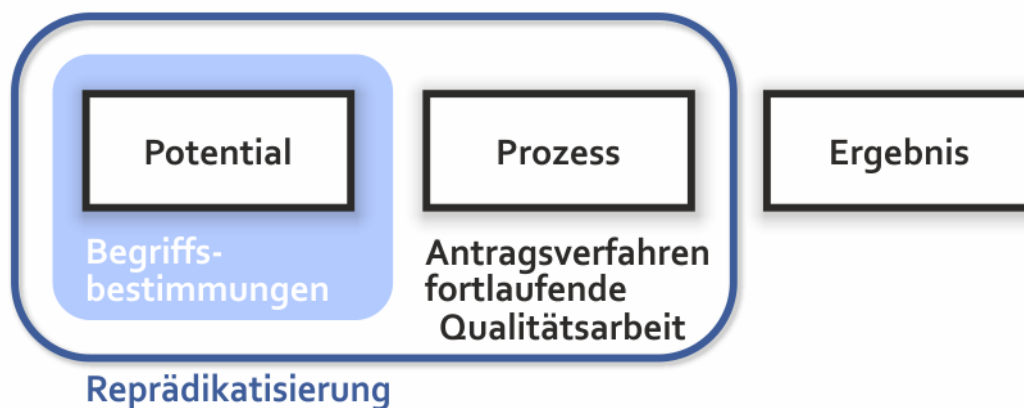 Potential
Prozess
Ergebnis
Begriffs-
bestimmungen
Antragsverfahren
fortlaufende
Qualitätsarbeit
Reprädikatisierung